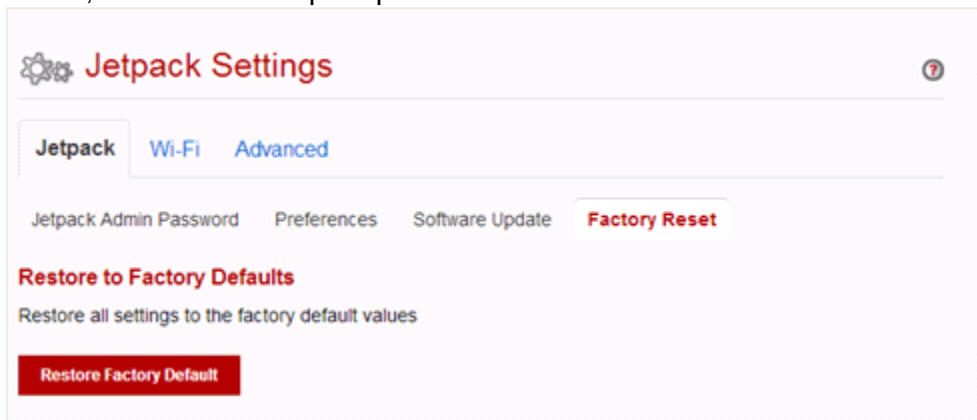 Jetpack Settings
?
Jetpack Wi-Fi Advanced
Jetpack Admin Password Preferences Software Update Factory Reset
Restore to Factory Defaults
Restore all settings to the factory default values
Restore Factory Default